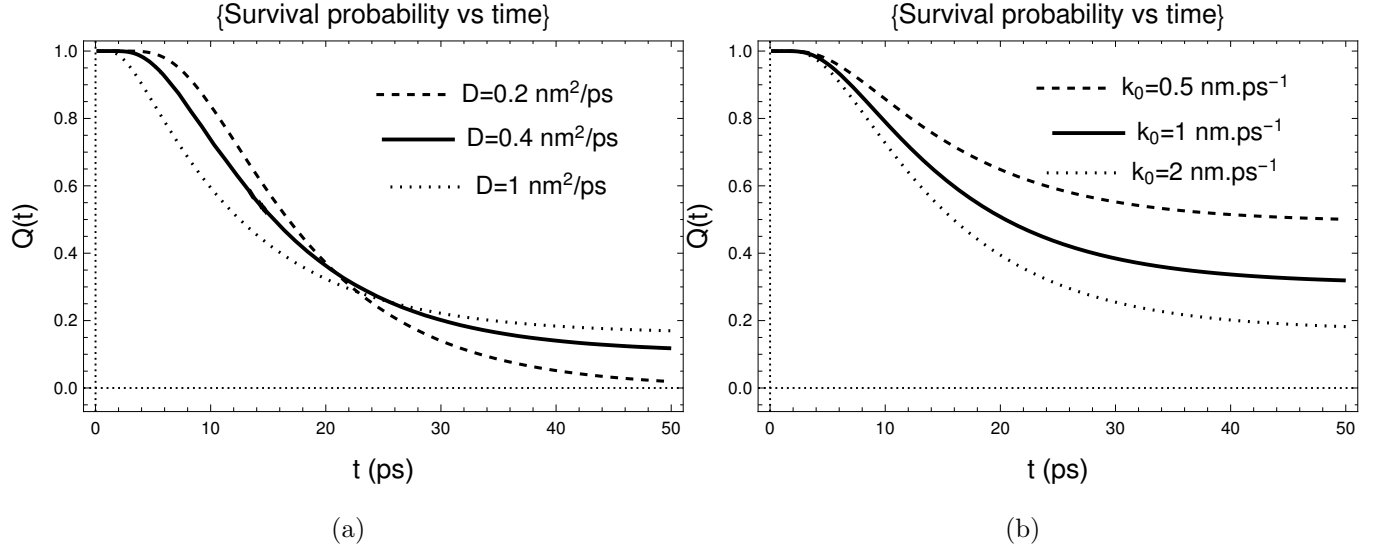 {Survival probability vs time}
D=0.2 nm²/ps
D=0.4 nm²/ps
D=1 nm²/ps
Q(t)
1.0
0.8
0.6
0.4
0.2
0.0
0 10 20 30 40 50
t (ps)
(a)
{Survival probability vs time}
k₀=0.5 nm.ps⁻¹
k₀=1 nm.ps⁻¹
k₀=2 nm.ps⁻¹
Q(t)
1.0
0.8
0.6
0.4
0.2
0.0
0 10 20 30 40 50
t (ps)
(b)